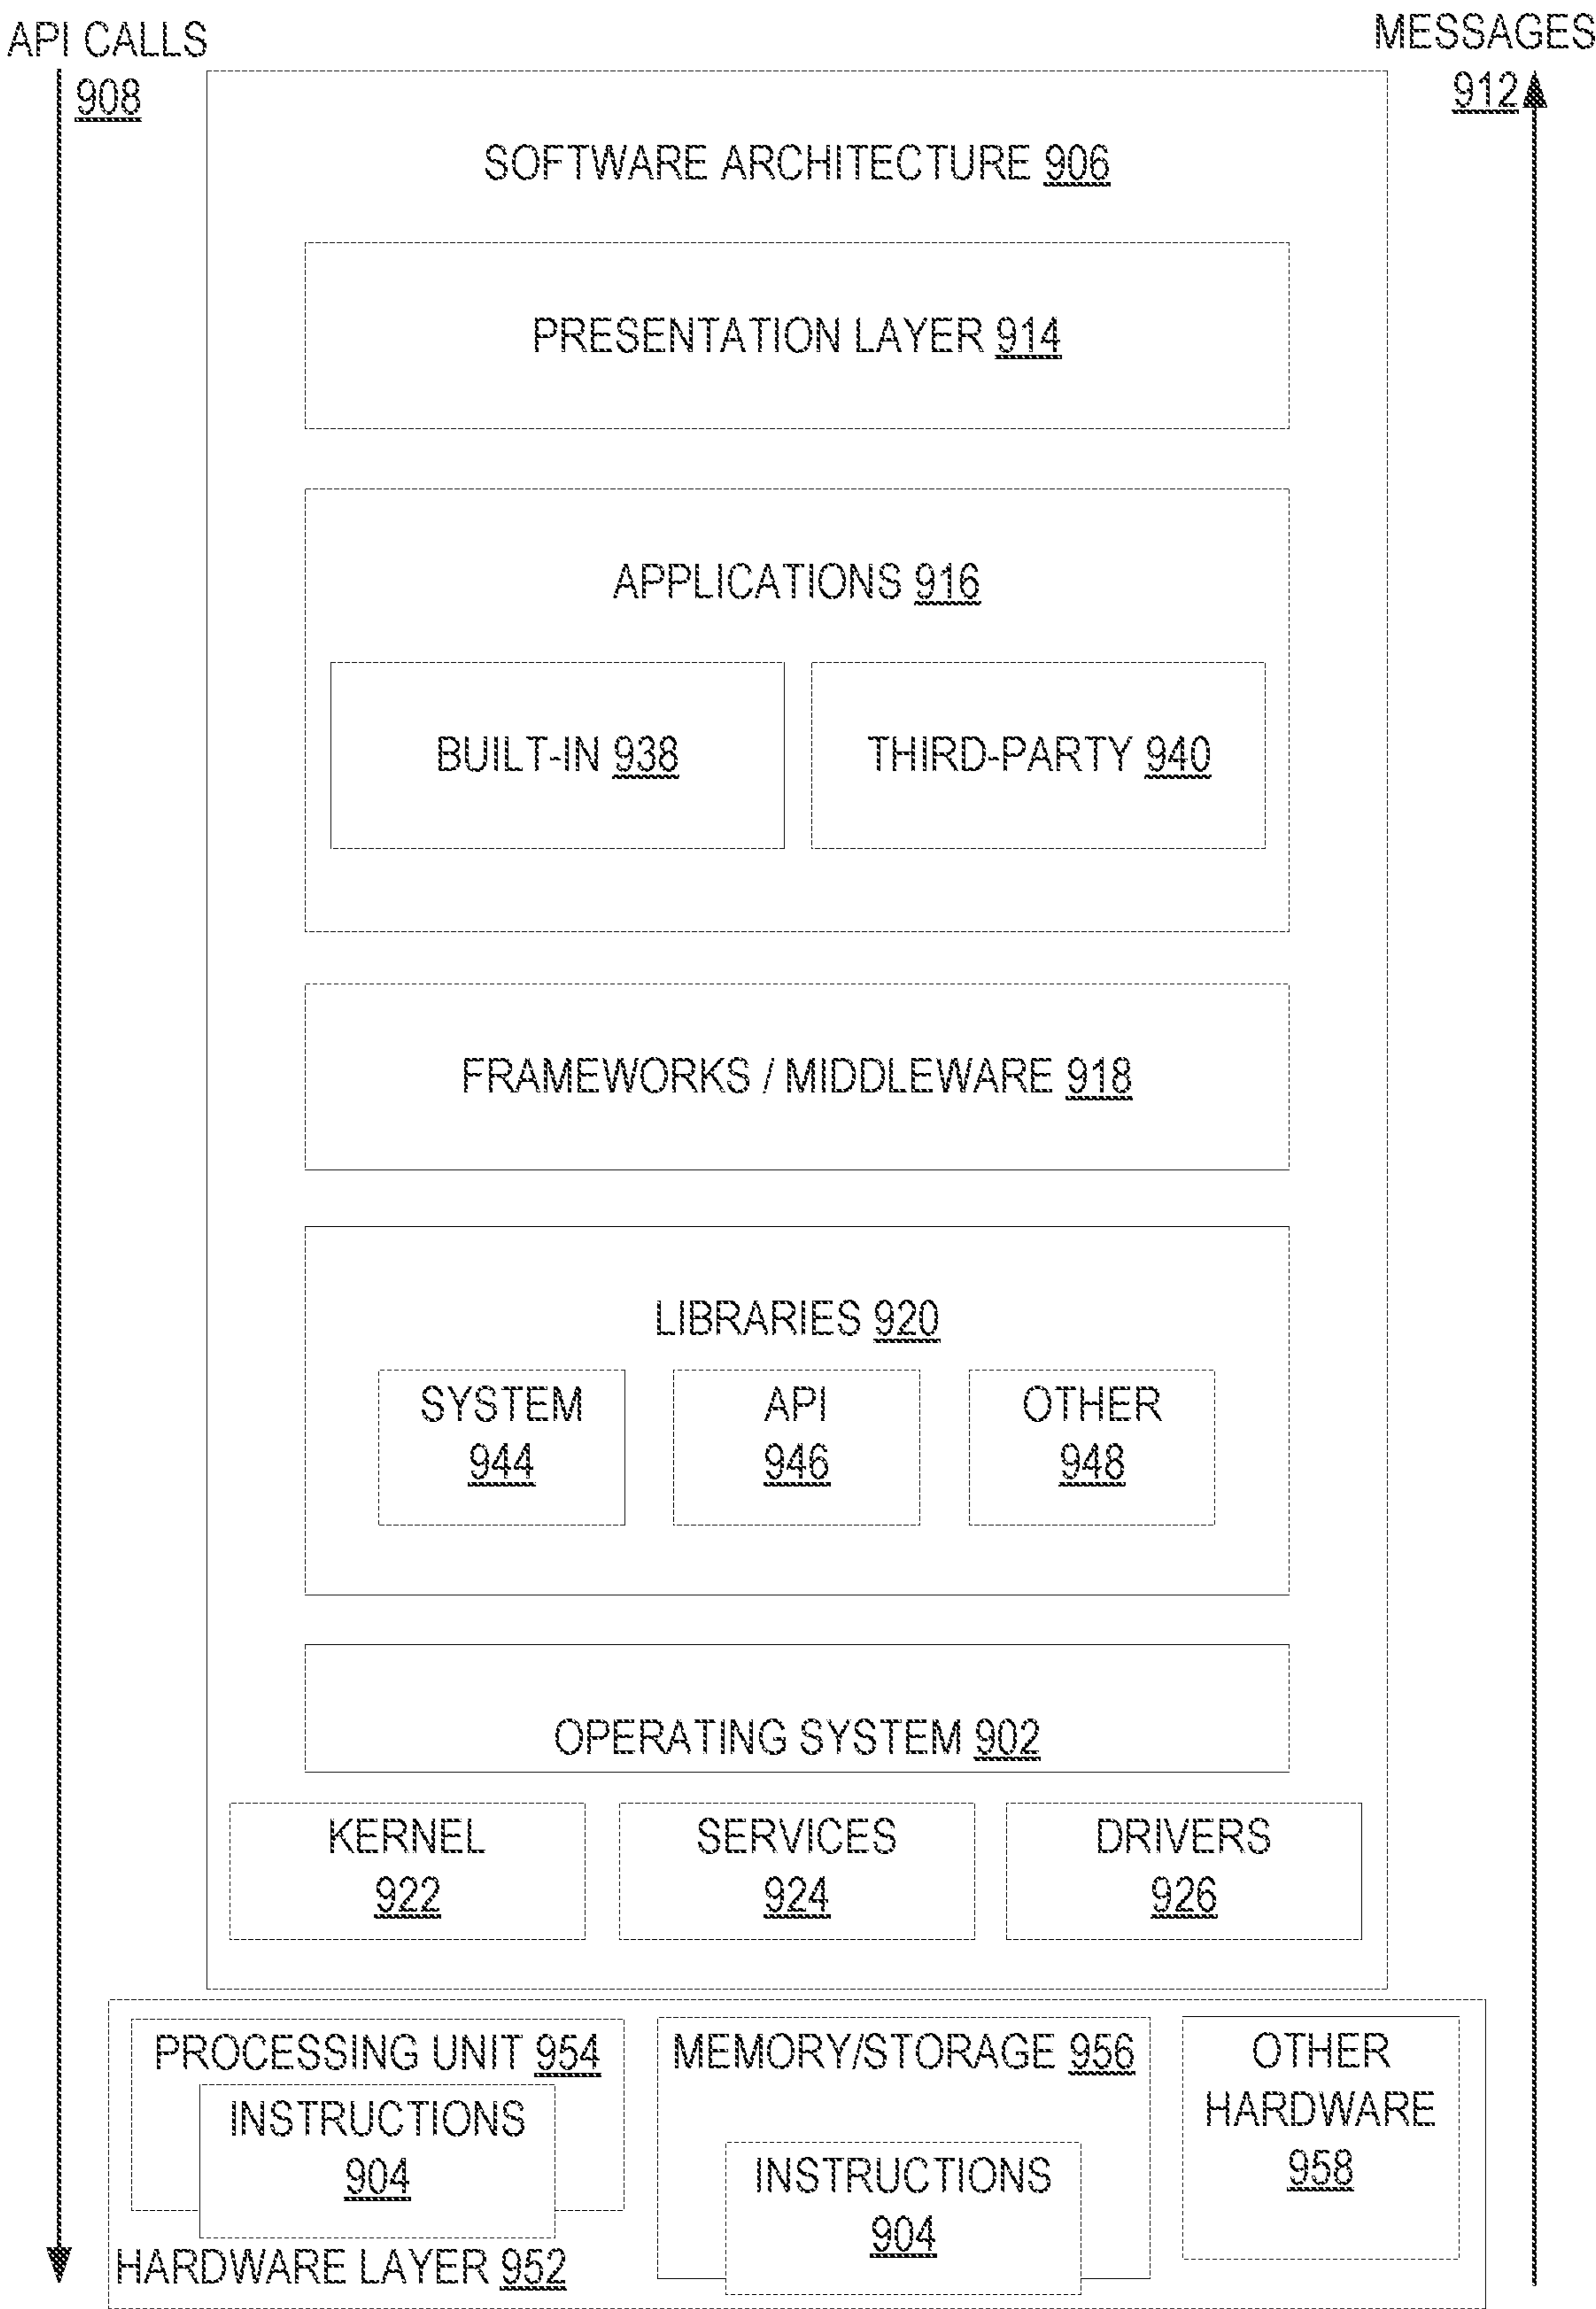 API CALLS
908
MESSAGES
912
SOFTWARE ARCHITECTURE 906
PRESENTATION LAYER 914
APPLICATIONS 916
BUILT-IN 938
THIRD-PARTY 940
FRAMEWORKS / MIDDLEWARE 918
LIBRARIES 920
SYSTEM
944
API
946
OTHER
948
OPERATING SYSTEM 902
KERNEL
922
SERVICES
924
DRIVERS
926
PROCESSING UNIT 954
INSTRUCTIONS
904
MEMORY/STORAGE 956
INSTRUCTIONS
904
OTHER
HARDWARE
958
HARDWARE LAYER 952